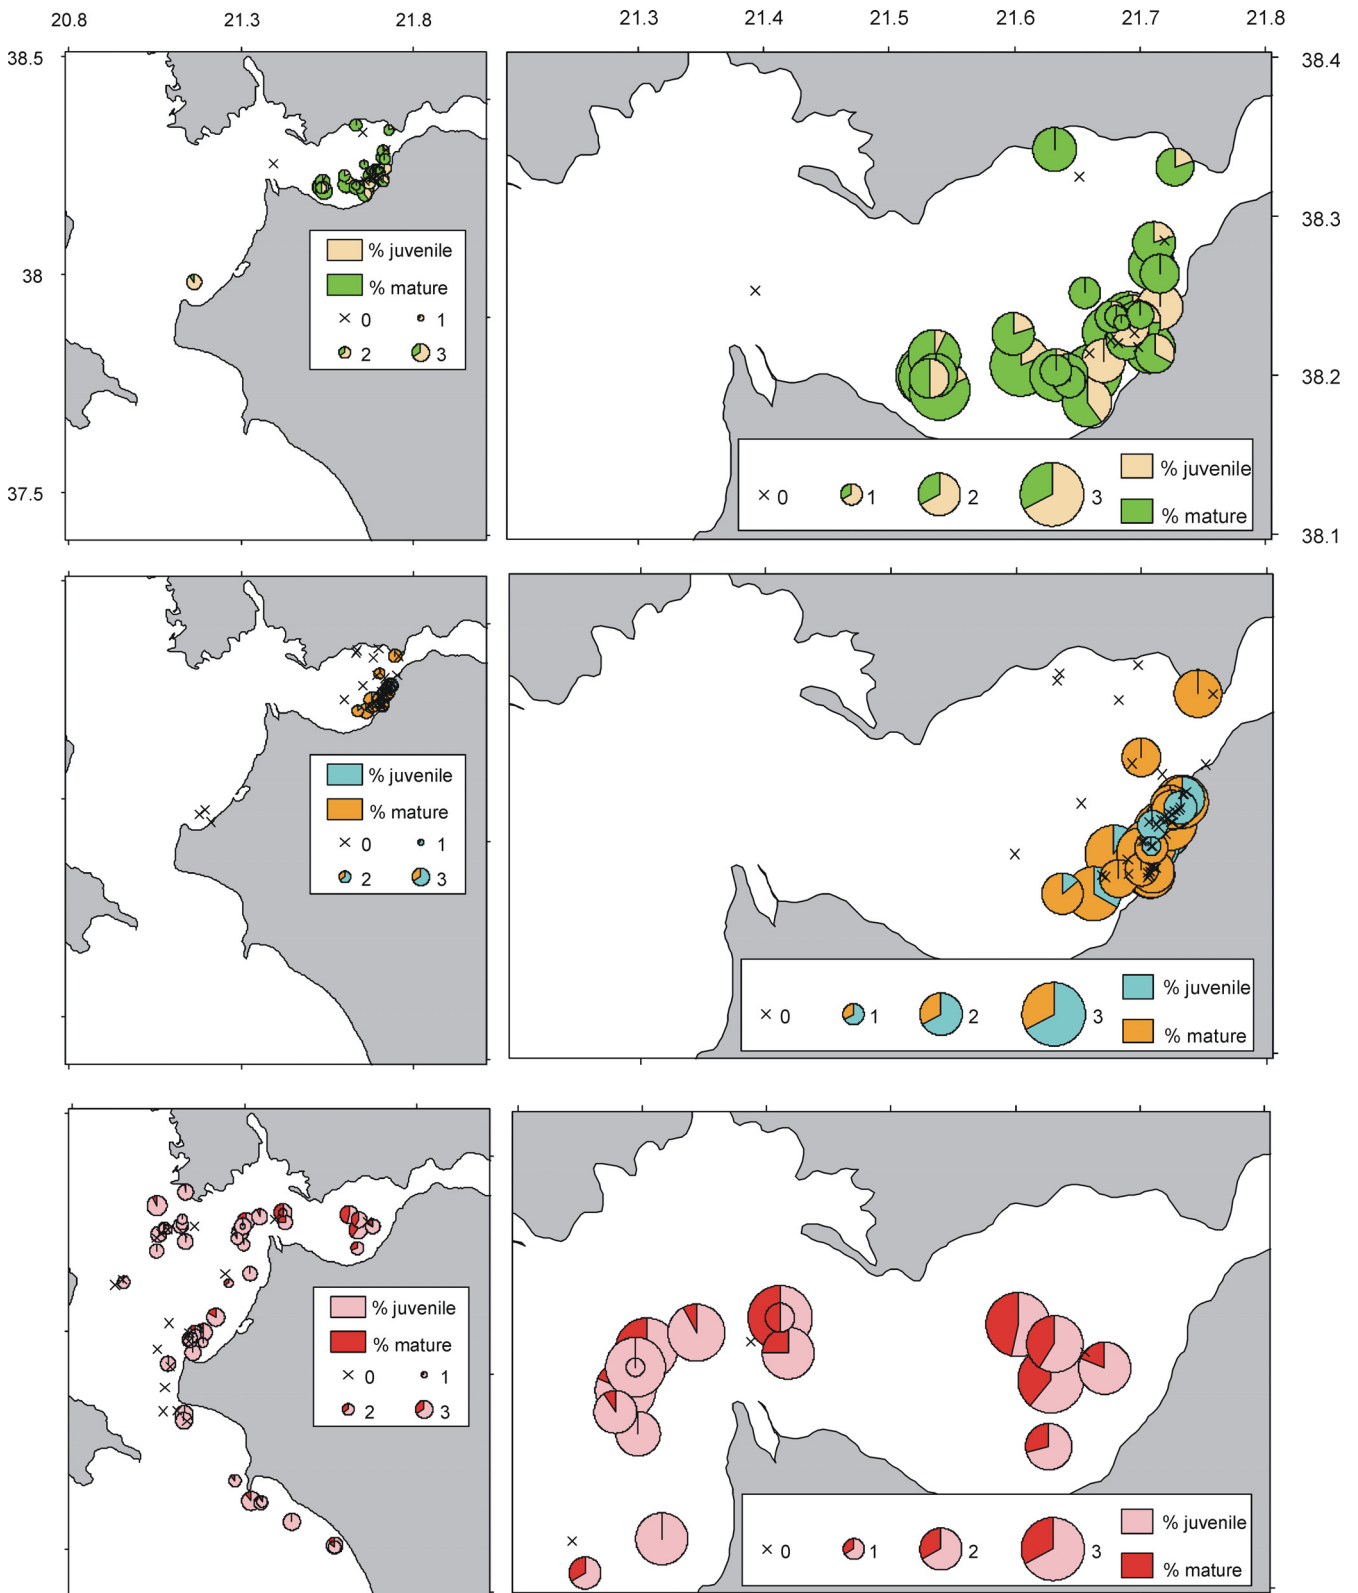 20.8 21.3 21.8 21.3 21.4 21.5 21.6 21.7 21.8
38.5
38
37.5
38.4
38.3
38.2
38.1
% juvenile
% mature
× 0 1
2 3
× 0 1 2 3
% juvenile
% mature
% juvenile
% mature
× 0 1
2 3
× 0 1 2 3
% juvenile
% mature
% juvenile
% mature
× 0 1
2 3
× 0 1 2 3
% juvenile
% mature